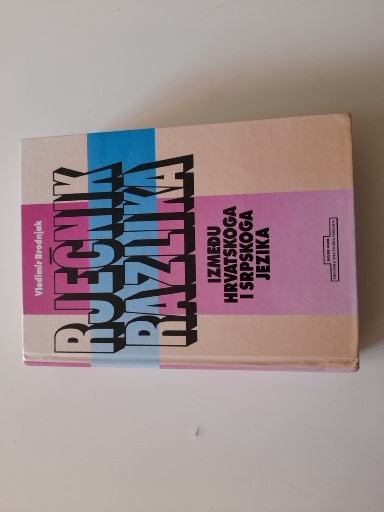 Vladimir Brodnjak
RJEČNIK
RAZLIKA
IZMEĐU
HRVATSKOGA
I SRPSKOGA
JEZIKA